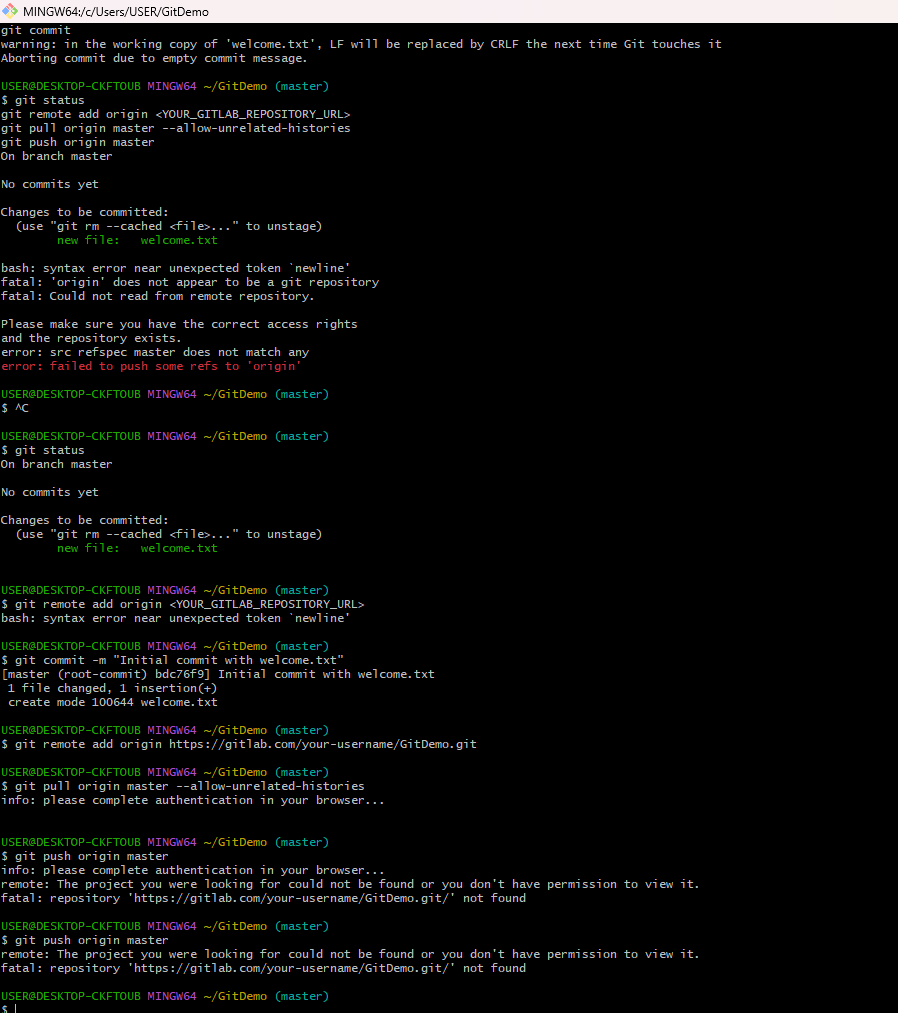 MINGW64:/c/Users/USER/GitDemo
git commit
warning: in the working copy of 'welcome.txt', LF will be replaced by CRLF the next time Git touches it
Aborting commit due to empty commit message.
USER@DESKTOP-CKFTOUB MINGW64 ~/GitDemo (master)
$ git status
git remote add origin <YOUR_GITLAB_REPOSITORY_URL>
git pull origin master --allow-unrelated-histories
git push origin master
On branch master
No commits yet
Changes to be committed:
(use "git rm --cached <file>..." to unstage)
new file:   welcome.txt
bash: syntax error near unexpected token `newline'
fatal: 'origin' does not appear to be a git repository
fatal: Could not read from remote repository.
Please make sure you have the correct access rights
and the repository exists.
error: src refspec master does not match any
error: failed to push some refs to 'origin'
USER@DESKTOP-CKFTOUB MINGW64 ~/GitDemo (master)
$ ^C
USER@DESKTOP-CKFTOUB MINGW64 ~/GitDemo (master)
$ git status
On branch master
No commits yet
Changes to be committed:
(use "git rm --cached <file>..." to unstage)
new file:   welcome.txt
USER@DESKTOP-CKFTOUB MINGW64 ~/GitDemo (master)
$ git remote add origin <YOUR_GITLAB_REPOSITORY_URL>
bash: syntax error near unexpected token `newline'
USER@DESKTOP-CKFTOUB MINGW64 ~/GitDemo (master)
$ git commit -m "Initial commit with welcome.txt"
[master (root-commit) bdc76f9] Initial commit with welcome.txt
1 file changed, 1 insertion(+)
create mode 100644 welcome.txt
USER@DESKTOP-CKFTOUB MINGW64 ~/GitDemo (master)
$ git remote add origin https://gitlab.com/your-username/GitDemo.git
USER@DESKTOP-CKFTOUB MINGW64 ~/GitDemo (master)
$ git pull origin master --allow-unrelated-histories
info: please complete authentication in your browser...
USER@DESKTOP-CKFTOUB MINGW64 ~/GitDemo (master)
$ git push origin master
info: please complete authentication in your browser...
remote: The project you were looking for could not be found or you don't have permission to view it.
fatal: repository 'https://gitlab.com/your-username/GitDemo.git/' not found
USER@DESKTOP-CKFTOUB MINGW64 ~/GitDemo (master)
$ git push origin master
remote: The project you were looking for could not be found or you don't have permission to view it.
fatal: repository 'https://gitlab.com/your-username/GitDemo.git/' not found
USER@DESKTOP-CKFTOUB MINGW64 ~/GitDemo (master)
$